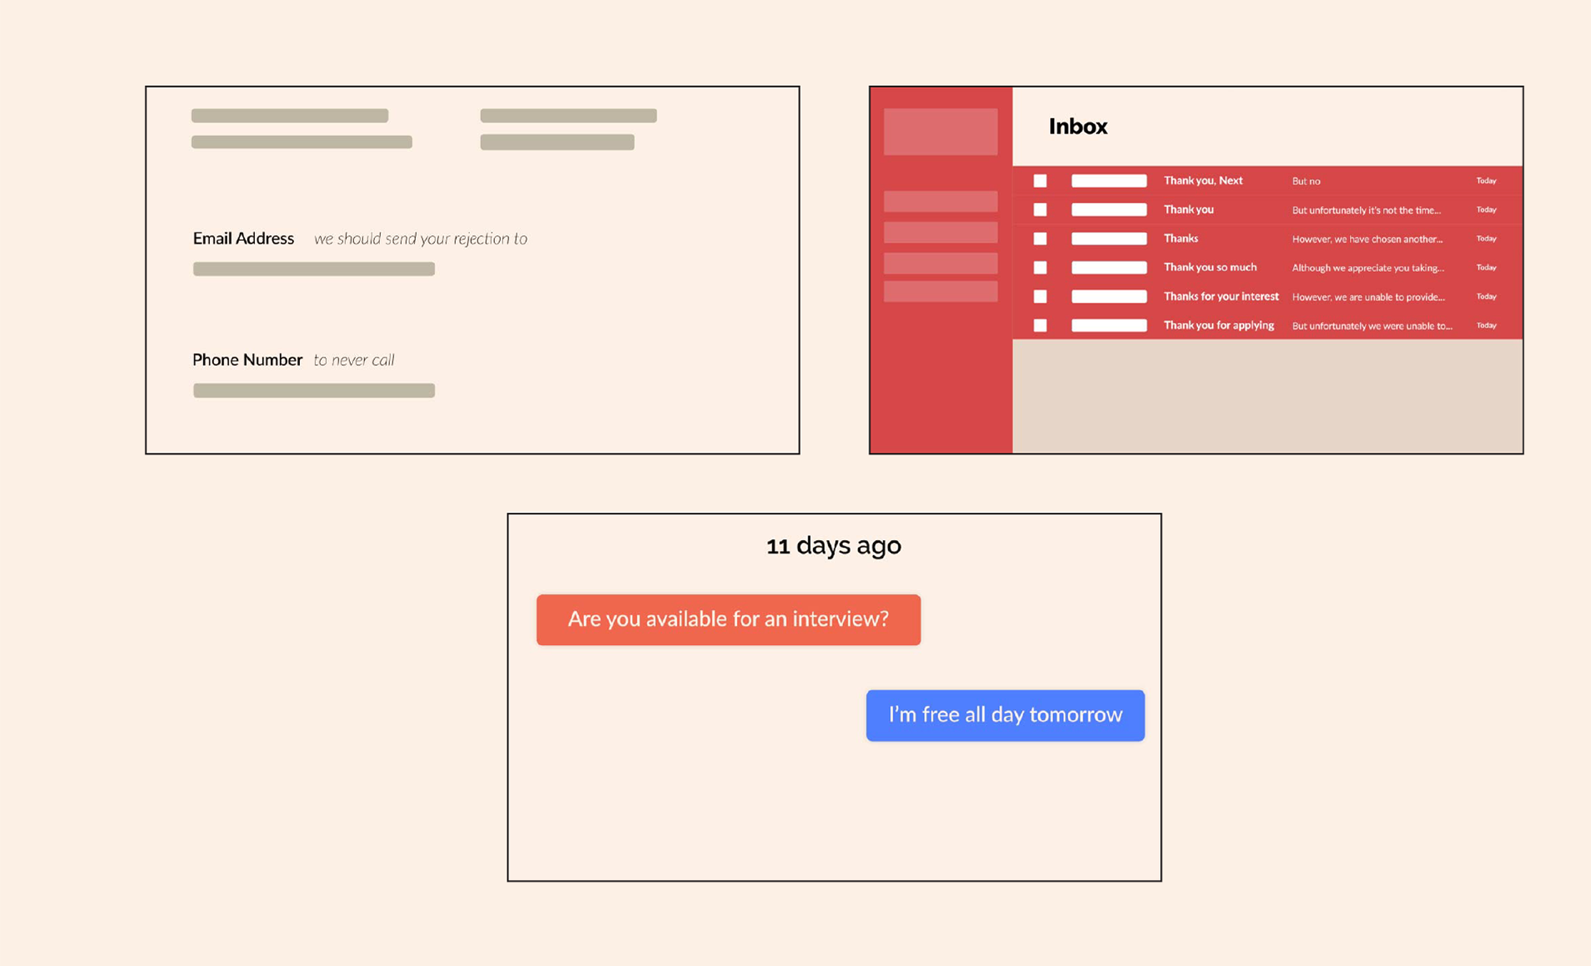 Email Address we should send your rejection to
Phone Number to never call
Inbox
Thank you, Next But no Today
Thank you But unfortunately it's not the time... Today
Thanks However, we have chosen another... Today
Thank you so much Although we appreciate you taking... Today
Thanks for your interest However, we are unable to provide... Today
Thank you for applying But unfortunately we were unable to... Today
11 days ago
Are you available for an interview?
I'm free all day tomorrow